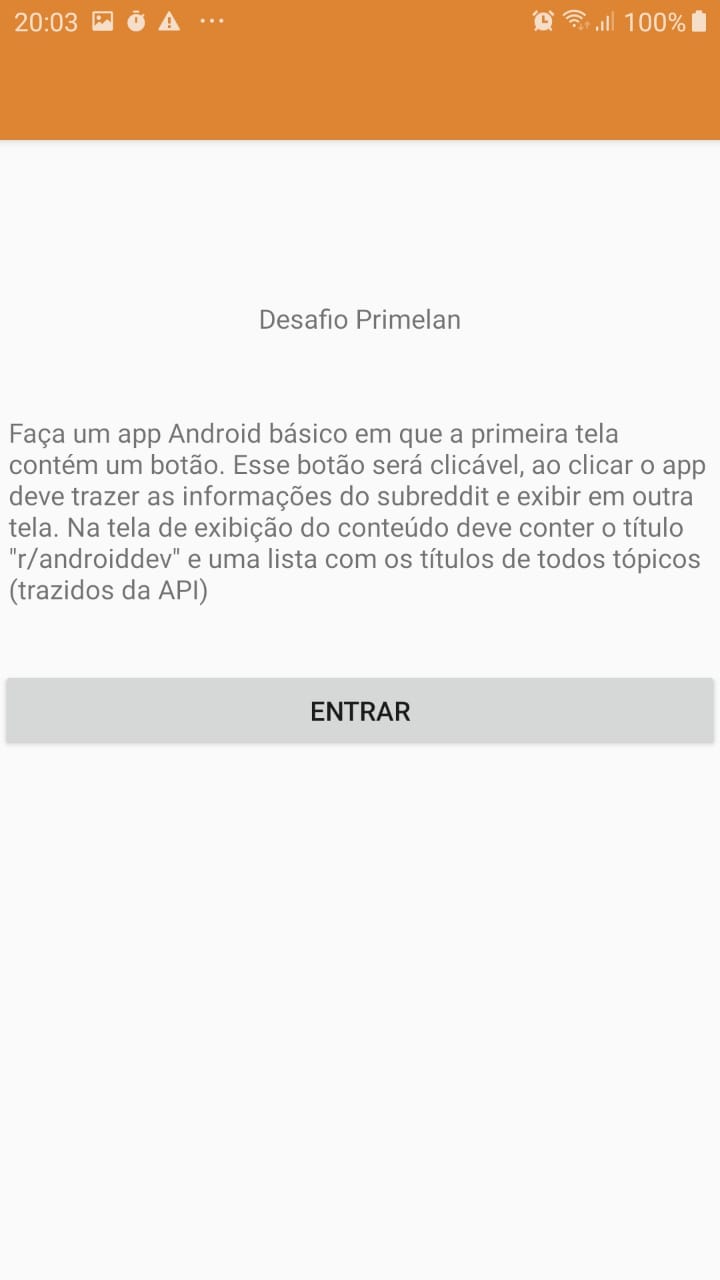 20:03 100%
Desafio Primelan
Faça um app Android básico em que a primeira tela
contém um botão. Esse botão será clicável, ao clicar o app
deve trazer as informações do subreddit e exibir em outra
tela. Na tela de exibição do conteúdo deve conter o título
"r/androiddev" e uma lista com os títulos de todos tópicos
(trazidos da API)
ENTRAR